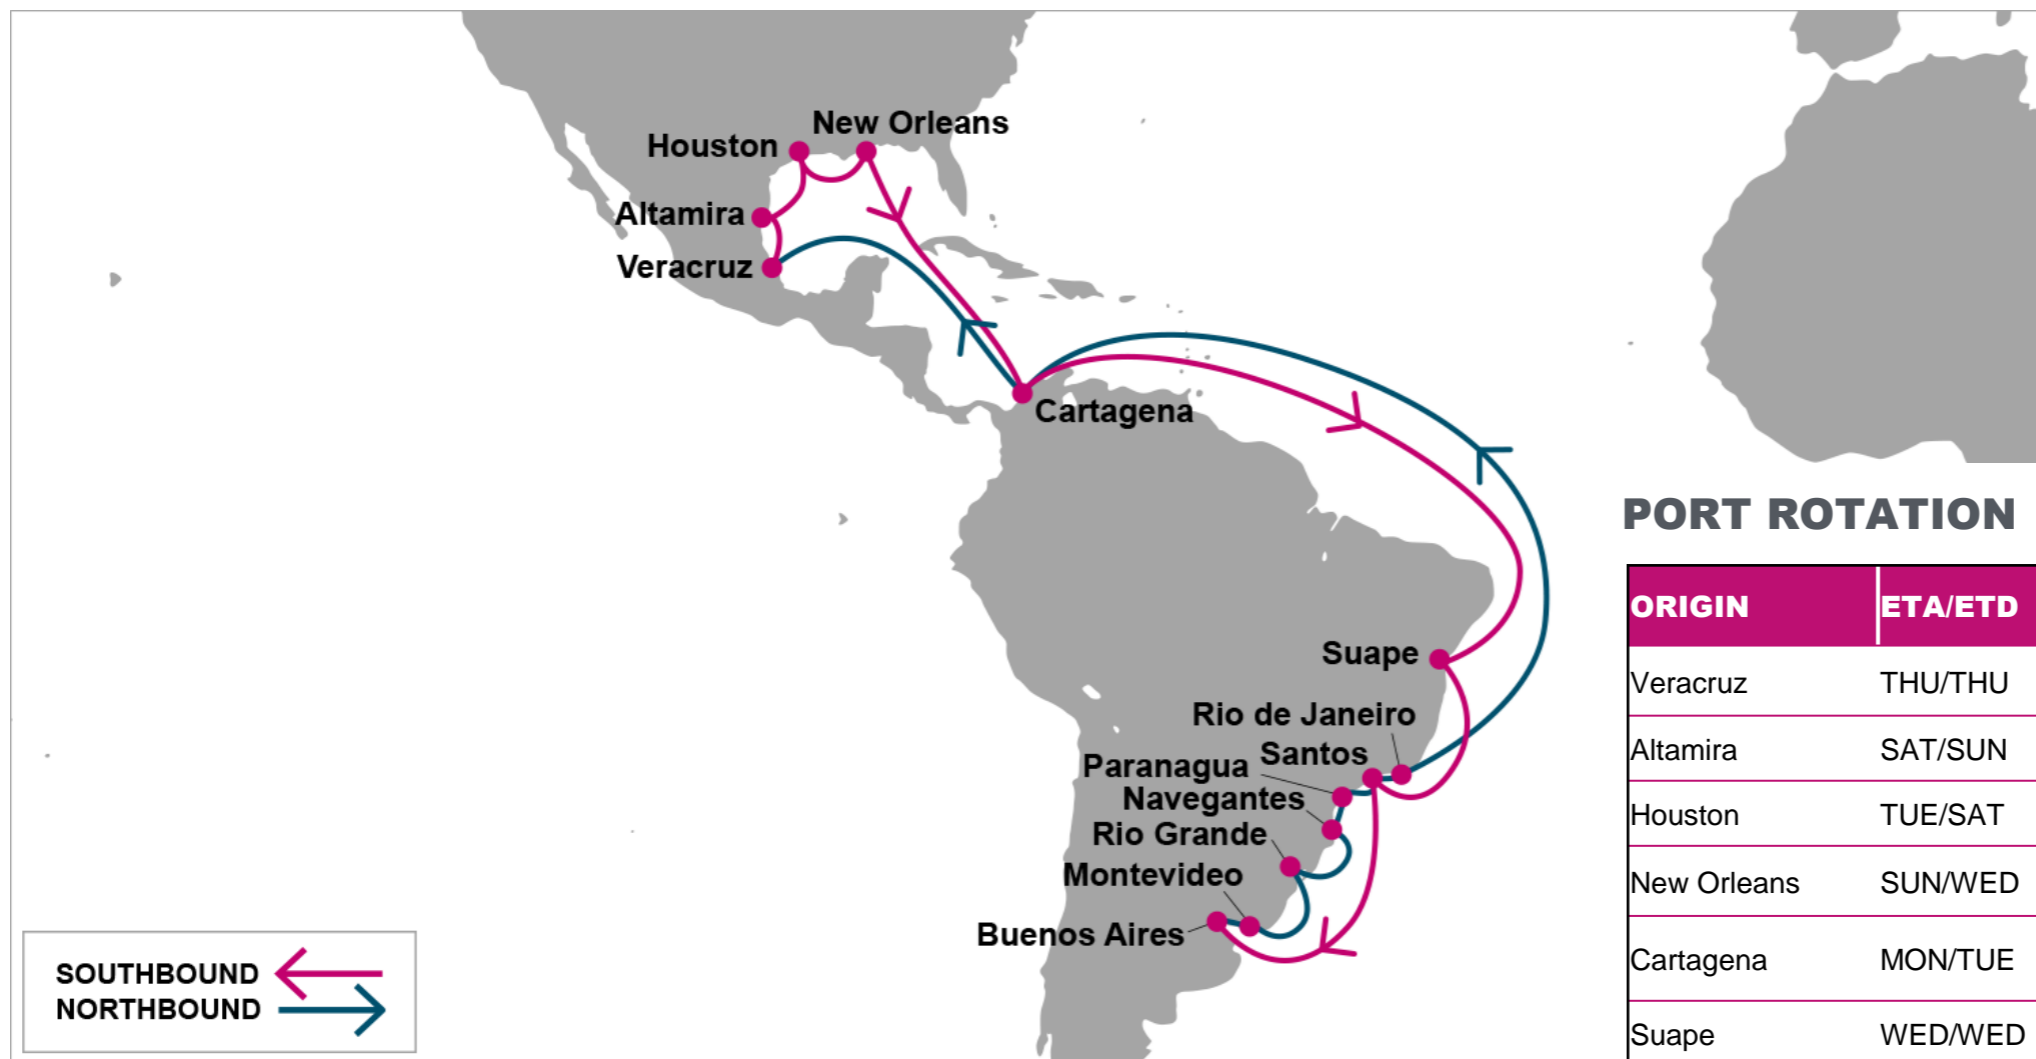 New Orleans
Houston
Altamira
Veracruz
Cartagena
Suape
Rio de Janeiro
Santos
Paranagua
Navegantes
Rio Grande
Montevideo
Buenos Aires
SOUTHBOUND
NORTHBOUND
PORT ROTATION
ORIGIN ETA/ETD
Veracruz THU/THU
Altamira SAT/SUN
Houston TUE/SAT
New Orleans SUN/WED
Cartagena MON/TUE
Suape WED/WED